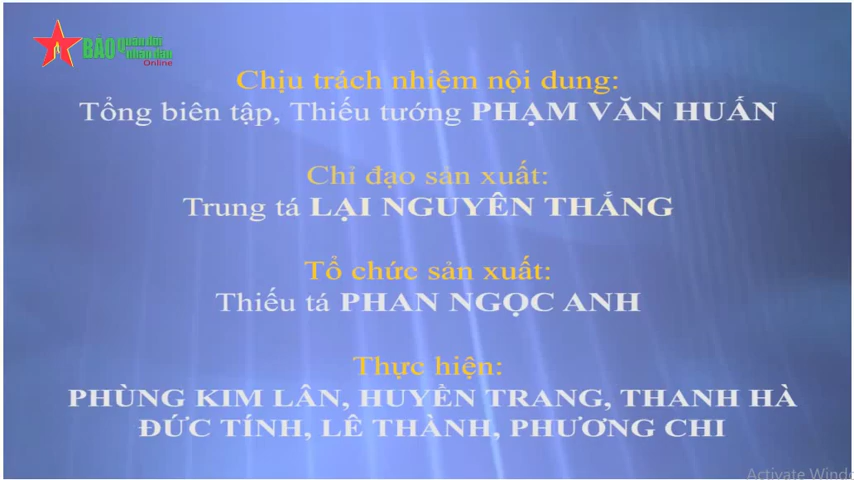 BÁO Quân đội
nhân dân
Online
Chịu trách nhiệm nội dung:
Tổng biên tập, Thiếu tướng PHẠM VĂN HUẤN
Chỉ đạo sản xuất:
Trung tá LẠI NGUYÊN THẮNG
Tổ chức sản xuất:
Thiếu tá PHAN NGỌC ANH
Thực hiện:
PHÙNG KIM LÂN, HUYỀN TRANG, THANH HÀ
ĐỨC TÍNH, LÊ THÀNH, PHƯƠNG CHI
Activate Windo